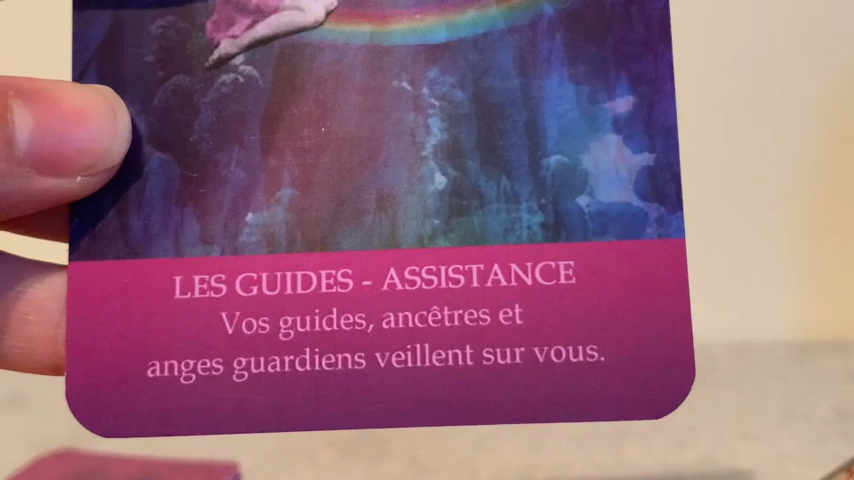 LES GUIDES - ASSISTANCE
Vos guides, ancêtres et
anges guardiens veillent sur vous.